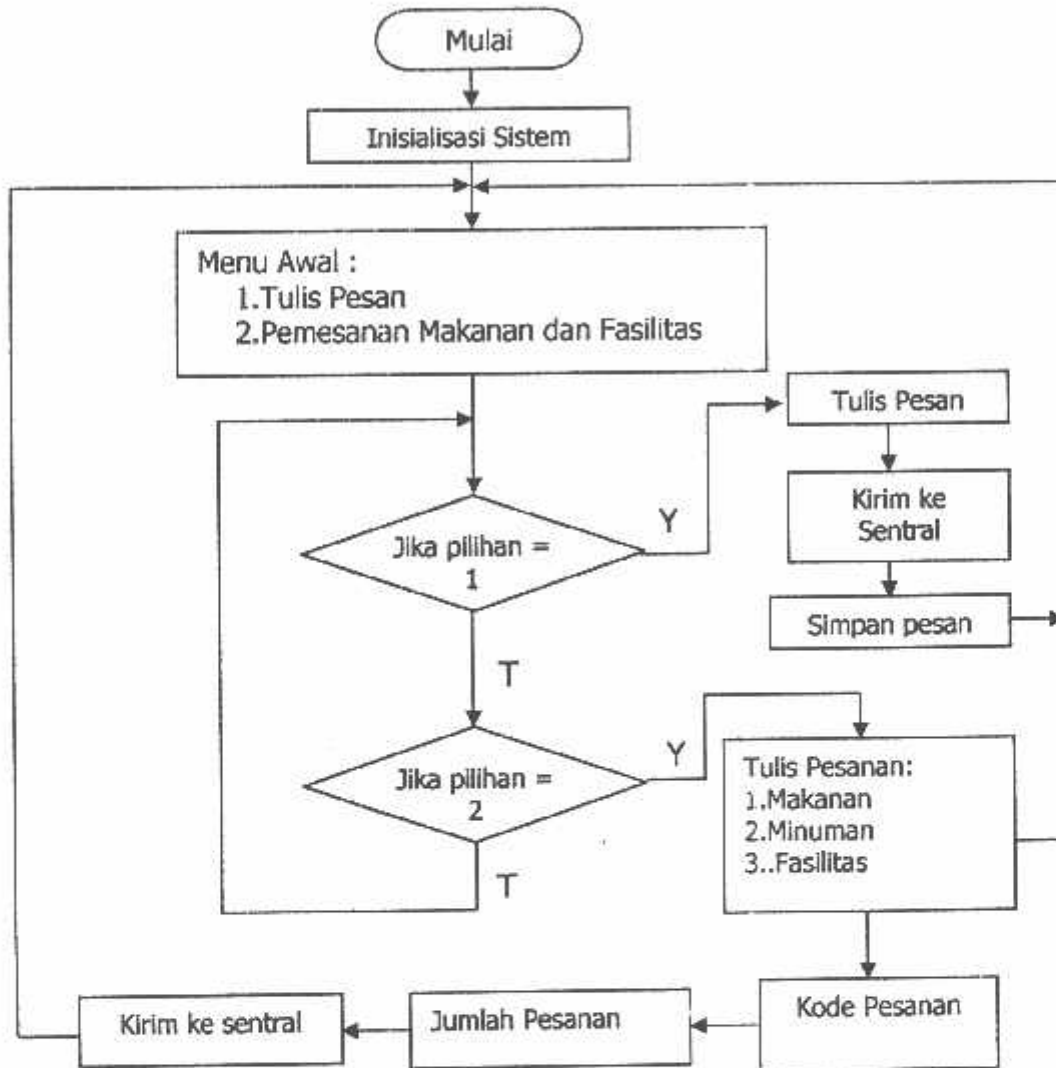 Mulai
Inisialisasi Sistem
Menu Awal :
1.Tulis Pesan
2.Pemesanan Makanan dan Fasilitas
Tulis Pesan
Kirim ke
Sentral
Simpan pesan
Jika pilihan =
1
Y
T
Jika pilihan =
2
Y
T
Tulis Pesanan:
1.Makanan
2.Minuman
3..Fasilitas
Kode Pesanan
Jumlah Pesanan
Kirim ke sentral